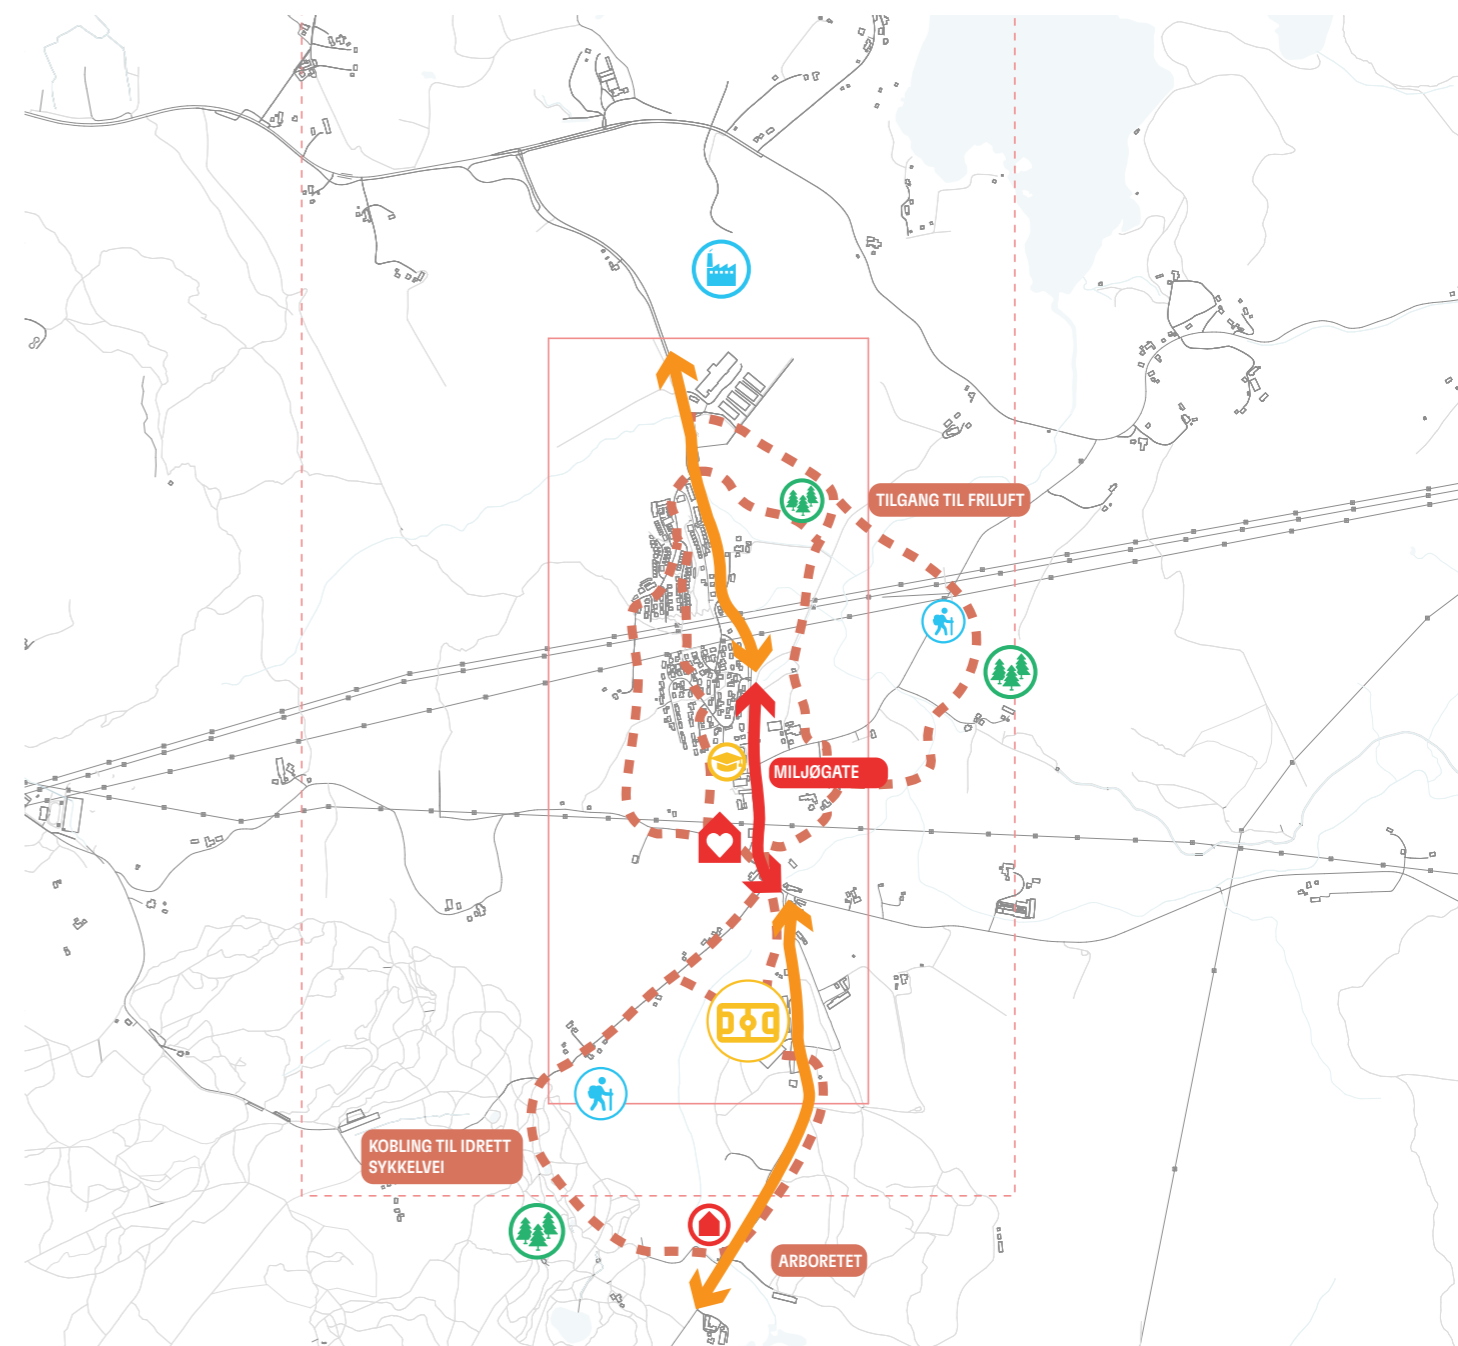 TILGANG TIL FRILUFT
MILJØGATE
KOBLING TIL IDRETT
SYKKELVEI
ARBORETET